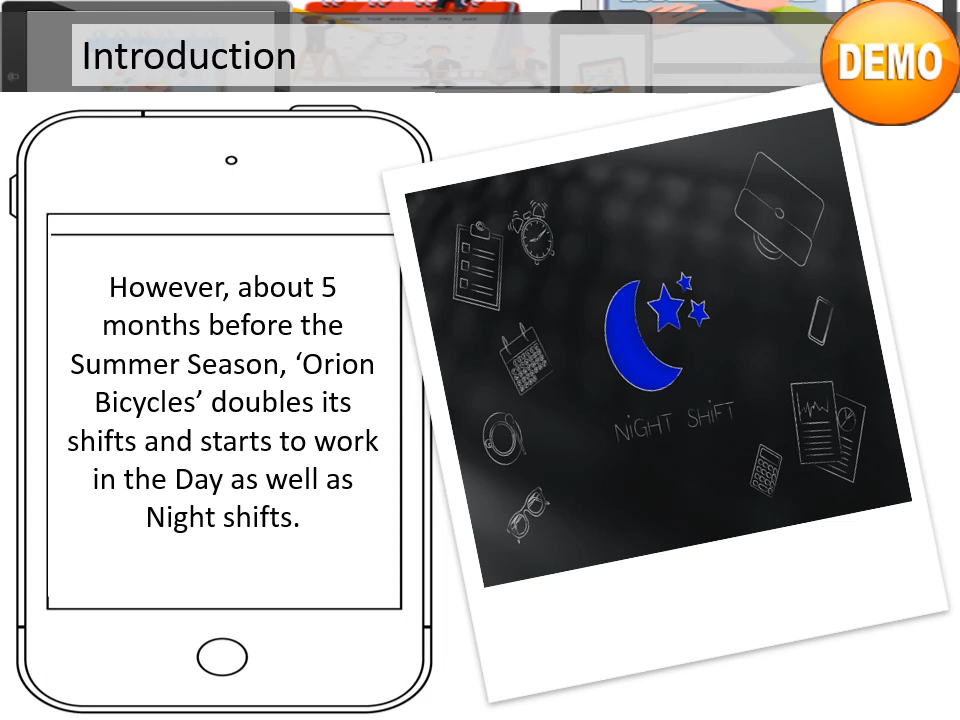 Introduction
DEMO
However, about 5
months before the
Summer Season, ‘Orion
Bicycles’ doubles its
shifts and starts to work
in the Day as well as
Night shifts.
NiGHT SHiFT